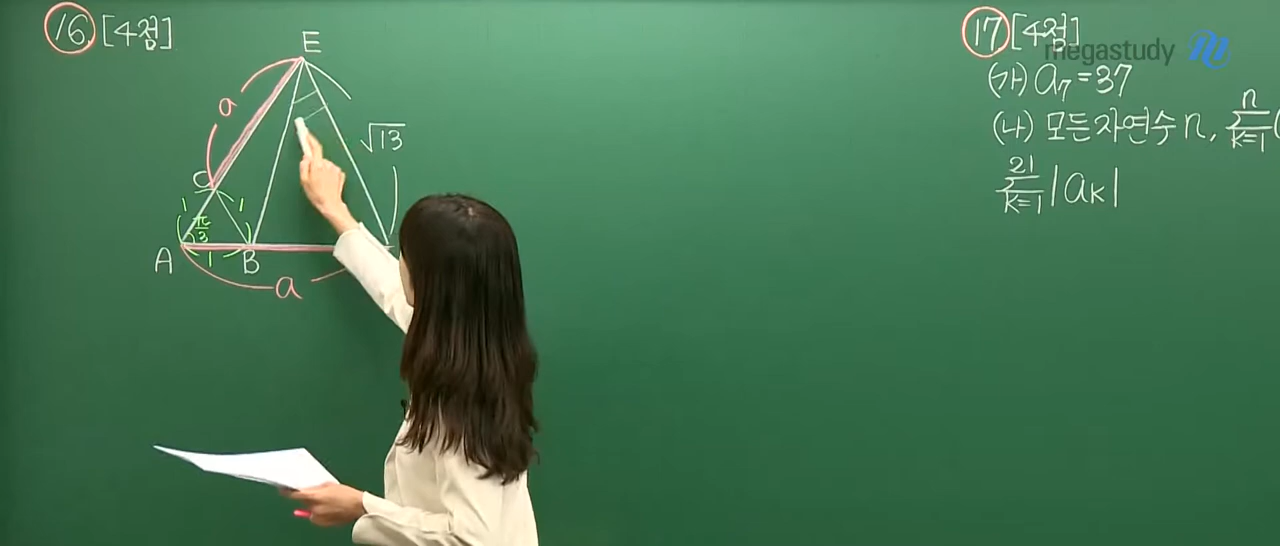 16 [4점]
E
a
√13
C
1
1
π/3
A
1
B
a
17 [4점]
megastudy
(가) a₇=37
(나) 모든 자연수 n, n Σ k=1 (
21 Σ k=1 |aₖ|